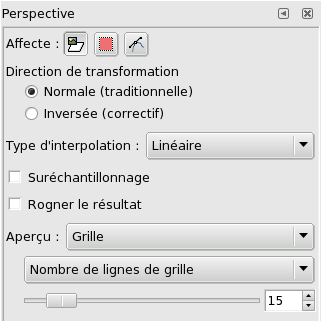 Perspective
Affecte :
Direction de transformation
Normale (traditionnelle)
Inversée (correctif)
Type d'interpolation : Linéaire
Suréchantillonnage
Rogner le résultat
Aperçu : Grille
Nombre de lignes de grille
15